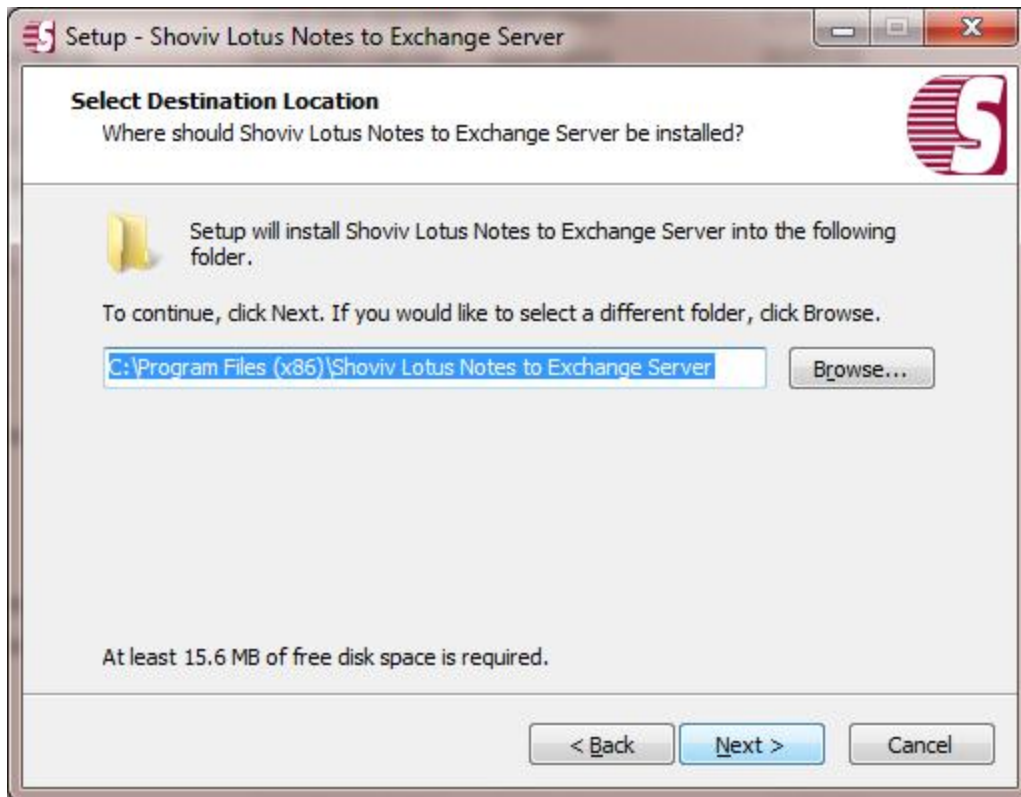 Setup - Shoviv Lotus Notes to Exchange Server
Select Destination Location
Where should Shoviv Lotus Notes to Exchange Server be installed?
Setup will install Shoviv Lotus Notes to Exchange Server into the following
folder.
To continue, click Next. If you would like to select a different folder, click Browse.
C:\Program Files (x86)\Shoviv Lotus Notes to Exchange Server
Browse...
At least 15.6 MB of free disk space is required.
< Back
Next >
Cancel